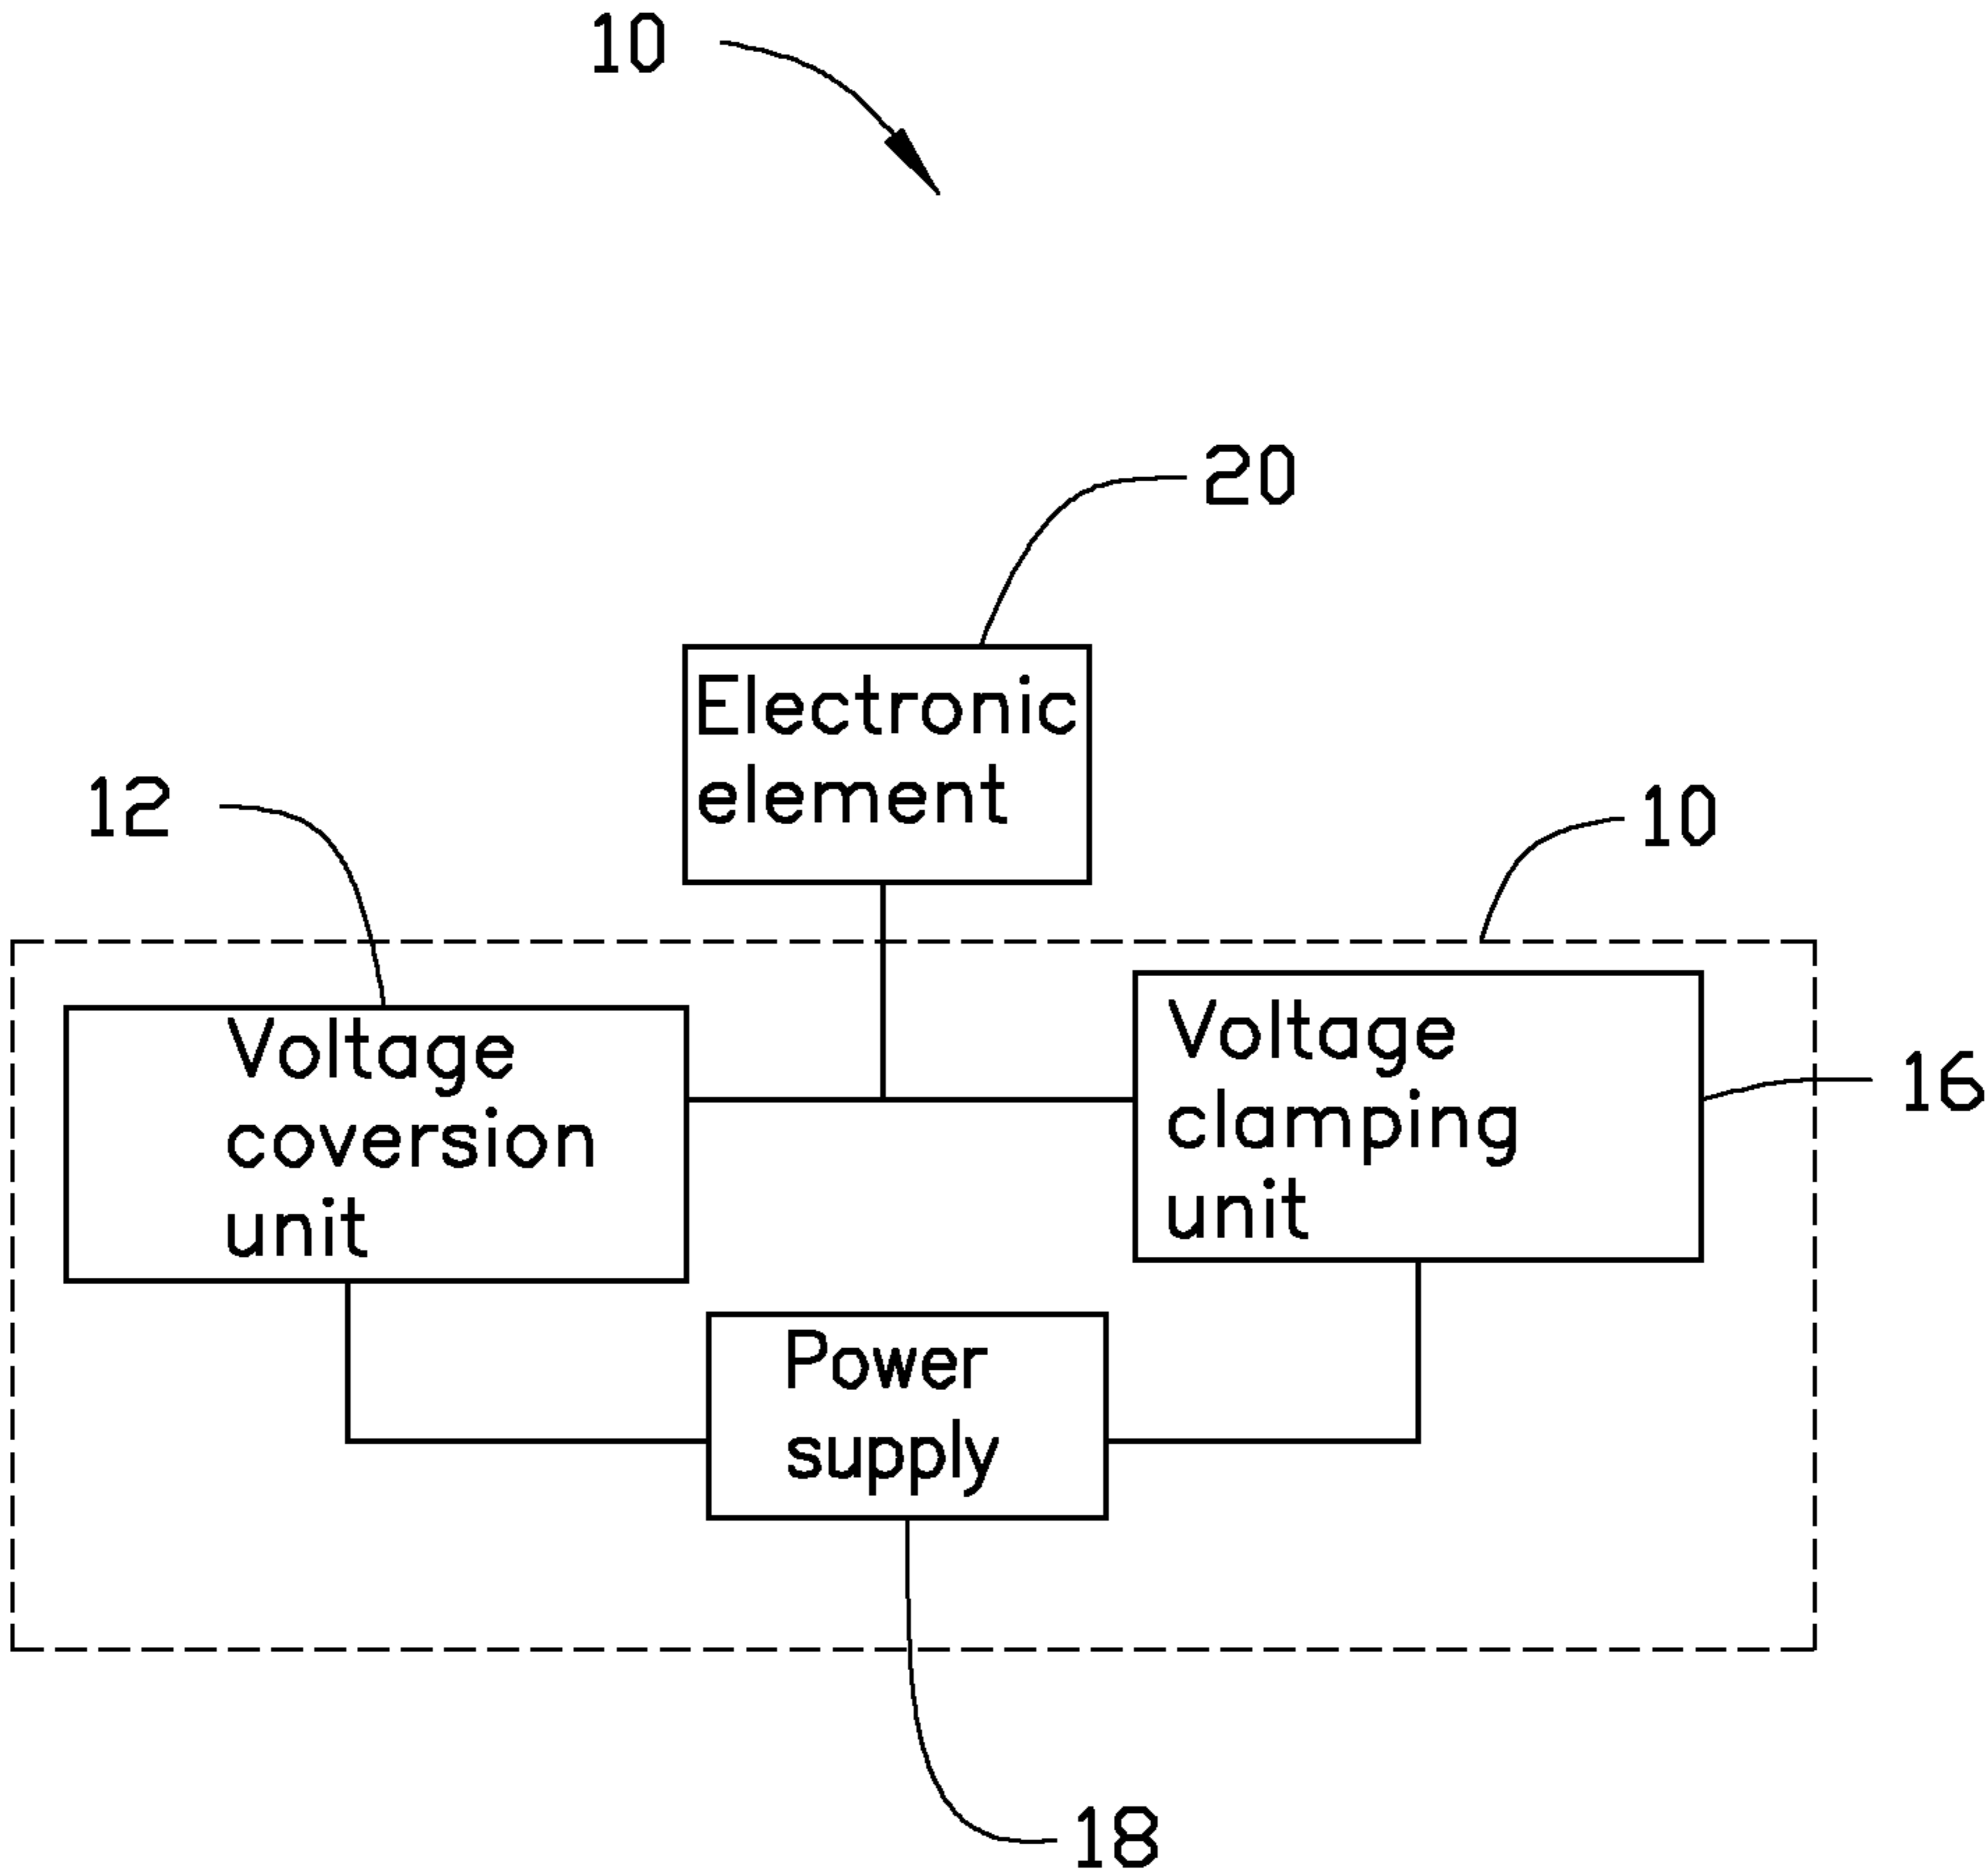 10
20
Electronic
element
12
10
Voltage
coversion
unit
Voltage
clamping
unit
16
Power
supply
18